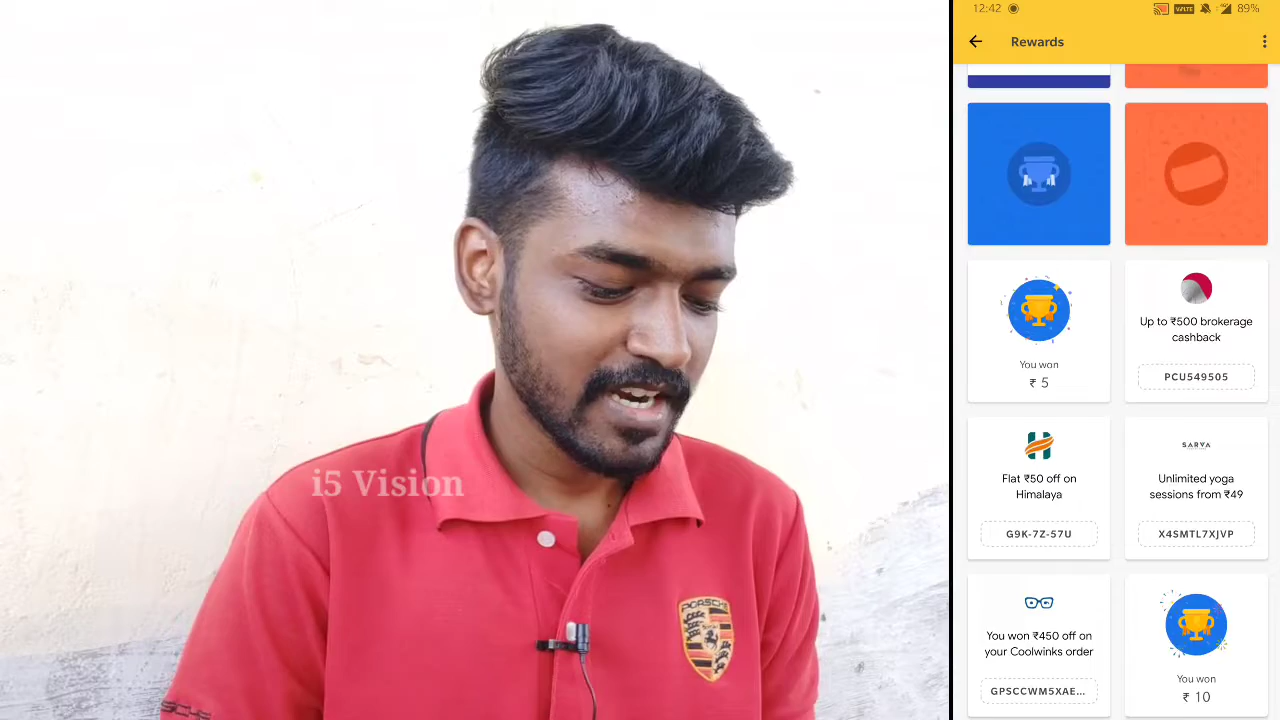 12:42
VoLTE
89%
Rewards
You won
₹ 5
Up to ₹500 brokerage
cashback
PCU549505
Flat ₹50 off on
Himalaya
G9K-7Z-57U
SARVA
Unlimited yoga
sessions from ₹49
X4SMTL7XJVP
You won ₹450 off on
your Coolwinks order
GPSCCWM5XAE...
You won
₹ 10
i5 Vision
PORSCHE